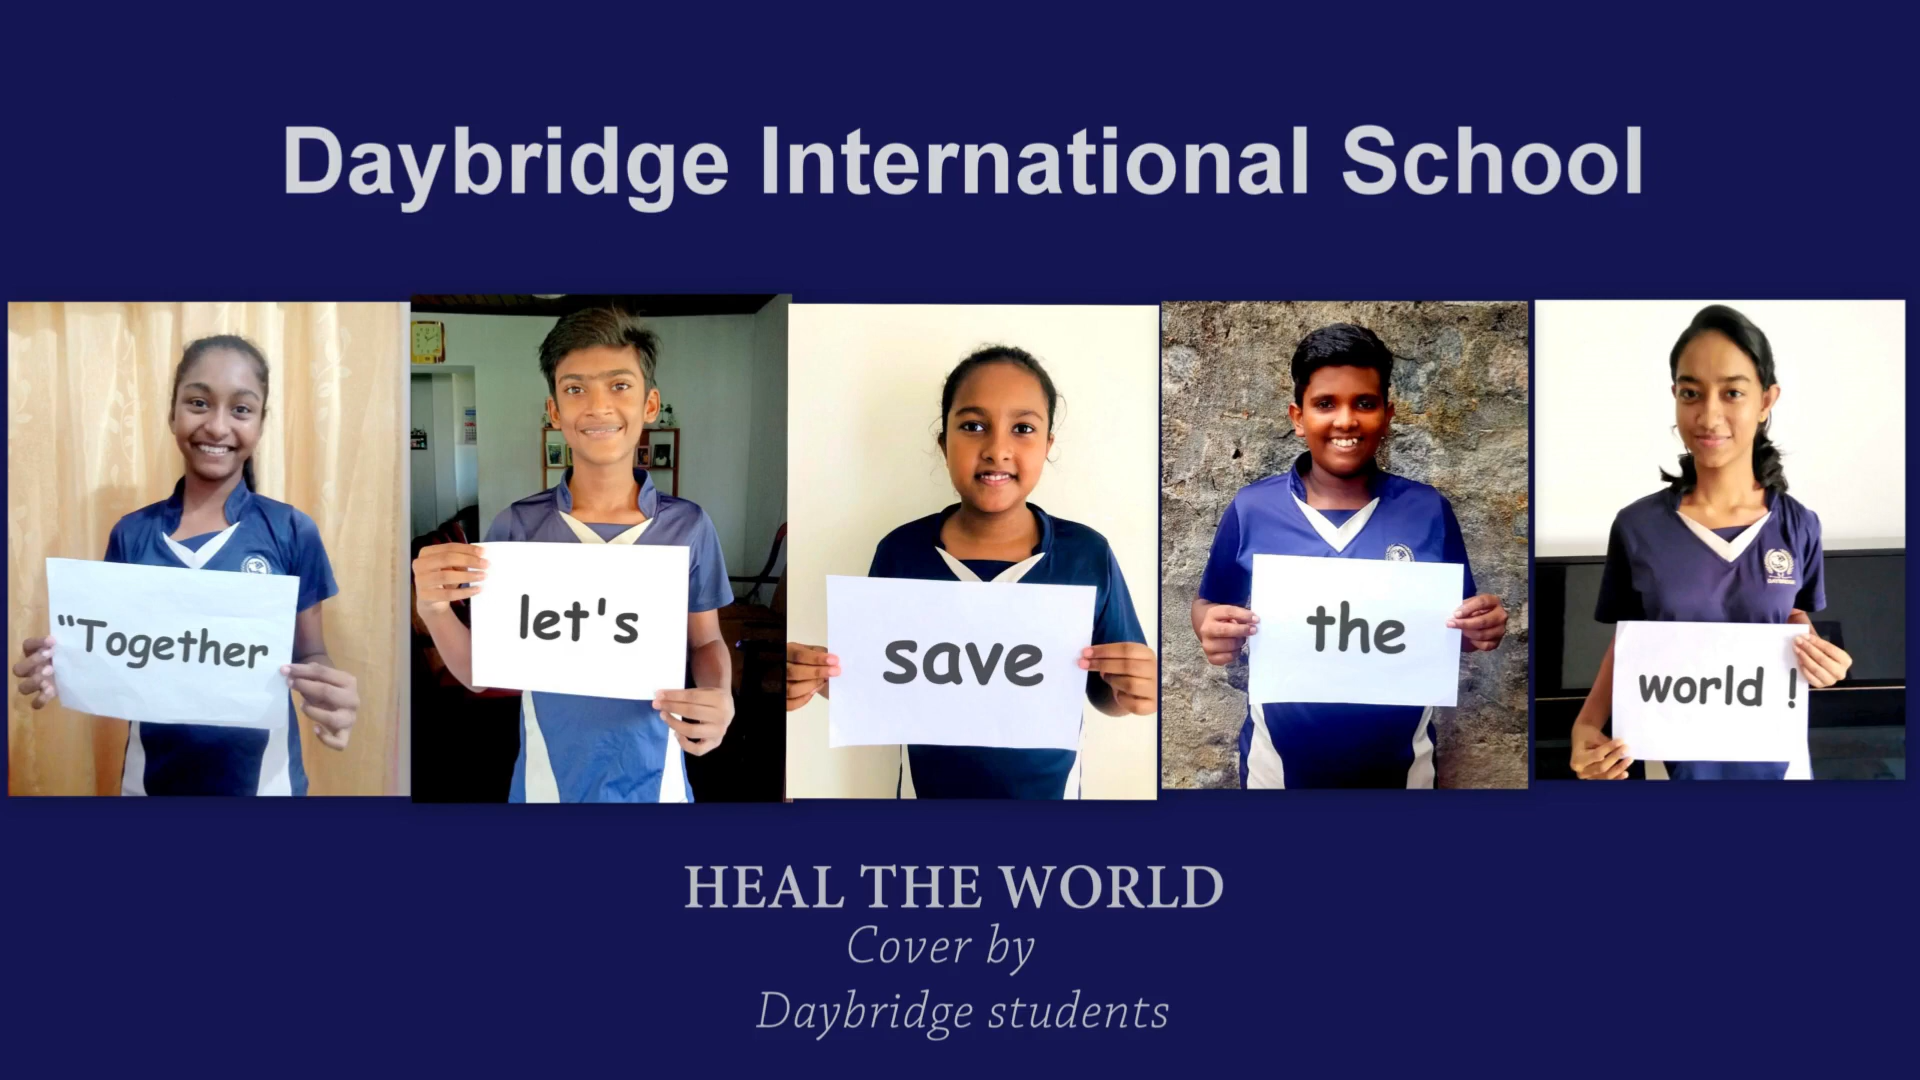 Daybridge International School
“Together
let's
save
the
world !
HEAL THE WORLD
Cover by
Daybridge students